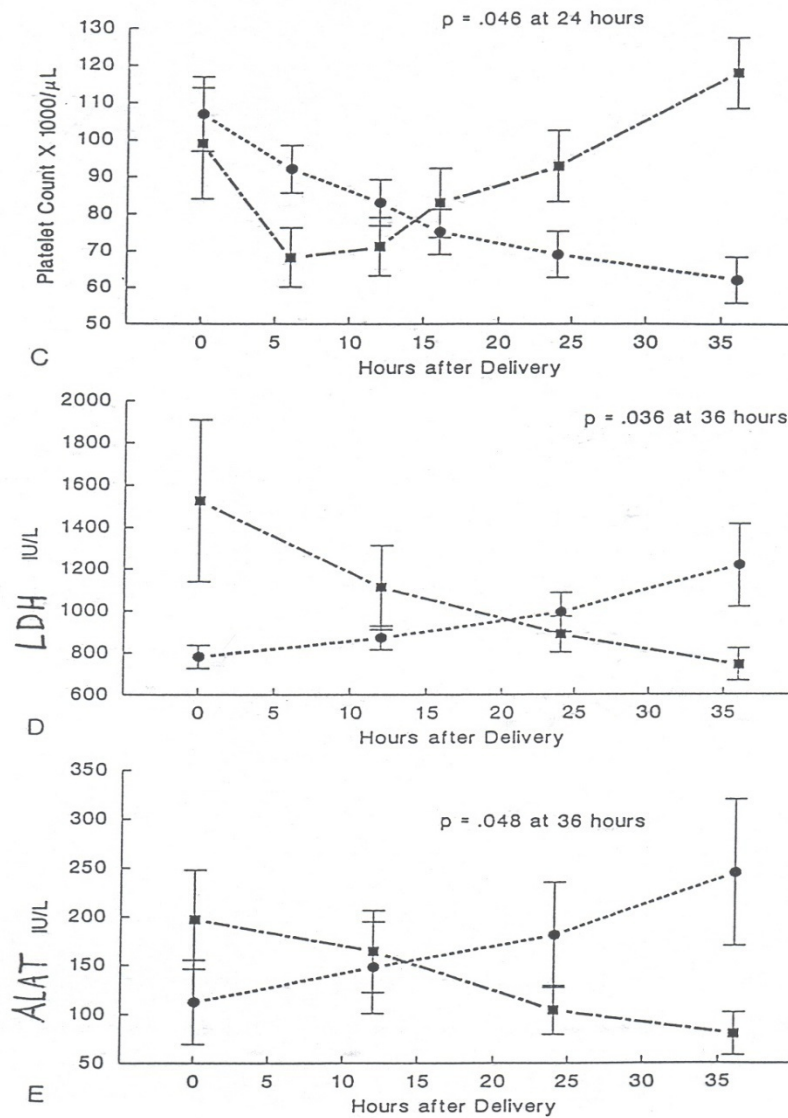 p = .046 at 24 hours
Platelet Count X 1000/µL
130
120
110
100
90
80
70
60
50
0 5 10 15 20 25 30 35
Hours after Delivery
C
p = .036 at 36 hours
LDH IU/L
2000
1800
1600
1400
1200
1000
800
600
0 5 10 15 20 25 30 35
Hours after Delivery
D
p = .048 at 36 hours
ALAT IU/L
350
300
250
200
150
100
50
0 5 10 15 20 25 30 35
Hours after Delivery
E